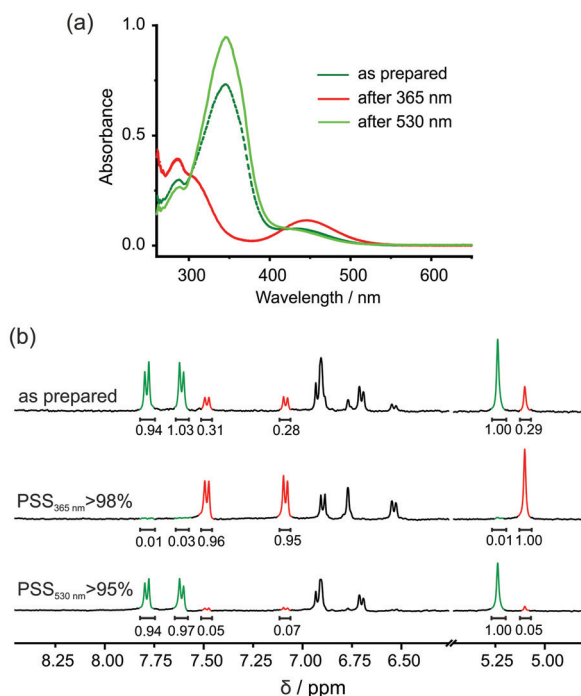 (a)
1.0
as prepared
after 365 nm
after 530 nm
0.5
Absorbance
0.0
300 400 500 600
Wavelength / nm
(b)
as prepared
0.94 1.03 0.31 0.28 1.00 0.29
PSS365 nm>98%
0.01 0.03 0.96 0.95 0.01 1.00
PSS530 nm>95%
0.94 0.97 0.05 0.07 1.00 0.05
8.25 8.00 7.75 7.50 7.25 7.00 6.75 6.50 5.25 5.00
δ / ppm